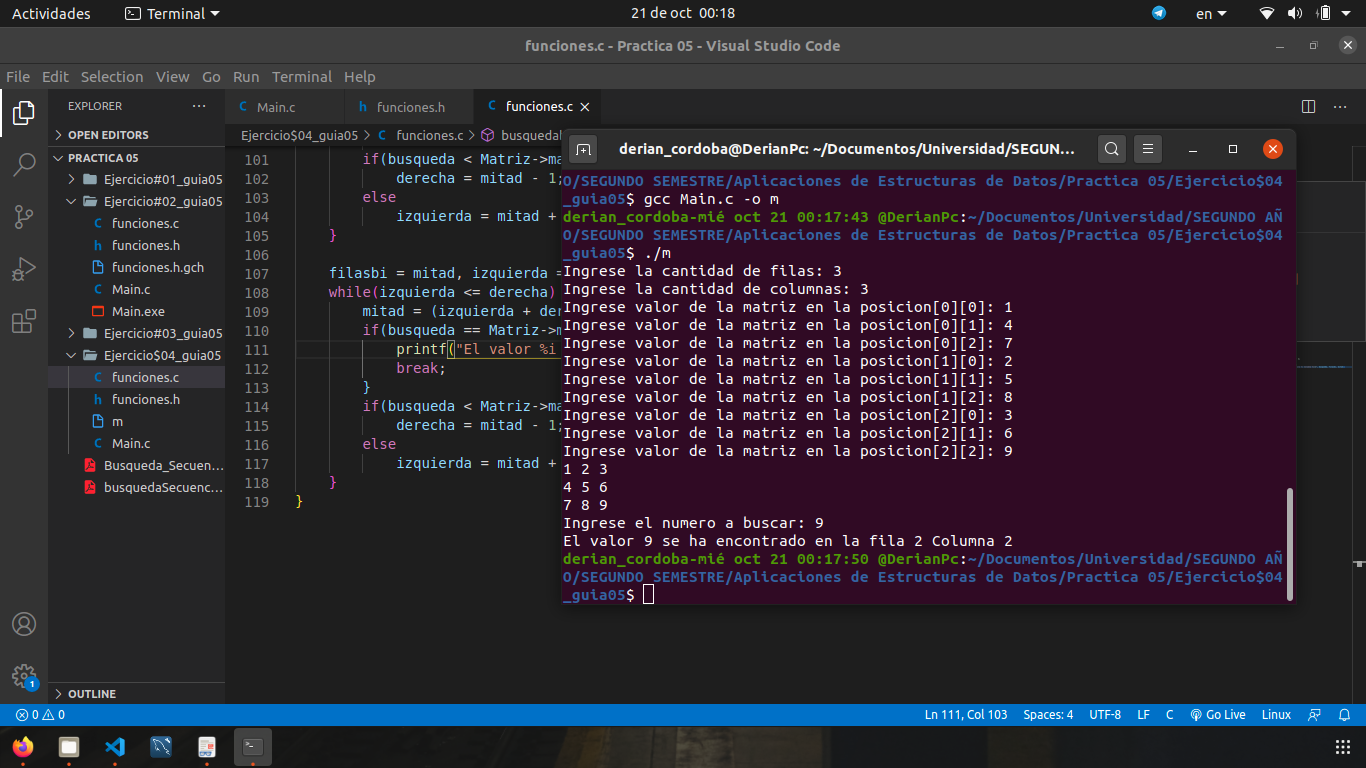 Actividades
Terminal
21 de oct 00:18
en
funciones.c - Practica 05 - Visual Studio Code
File Edit Selection View Go Run Terminal Help
EXPLORER
OPEN EDITORS
PRACTICA 05
Ejercicio#01_guia05
Ejercicio#02_guia05
funciones.c
funciones.h
funciones.h.gch
Main.c
Main.exe
Ejercicio#03_guia05
Ejercicio$04_guia05
funciones.c
funciones.h
m
Main.c
Busqueda_Secuen...
busquedaSecuenc...
OUTLINE
1
Main.c
funciones.h
funciones.c
Ejercicio$04_guia05 > funciones.c > busquedal
101 if(busqueda < Matriz->ma
102 derecha = mitad - 1;
103 else
104 izquierda = mitad +
105 }
106
107 filasbi = mitad, izquierda =
108 while(izquierda <= derecha)
109 mitad = (izquierda + der
110 if(busqueda == Matriz->m
111 printf("El valor %i
112 break;
113 }
114 if(busqueda < Matriz->ma
115 derecha = mitad - 1;
116 else
117 izquierda = mitad +
118 }
119 }
derian_cordoba@DerianPc: ~/Documentos/Universidad/SEGUN...
O/SEGUNDO SEMESTRE/Aplicaciones de Estructuras de Datos/Practica 05/Ejercicio$04
_guia05$ gcc Main.c -o m
derian_cordoba-mié oct 21 00:17:43 @DerianPc:~/Documentos/Universidad/SEGUNDO AÑ
O/SEGUNDO SEMESTRE/Aplicaciones de Estructuras de Datos/Practica 05/Ejercicio$04
_guia05$ ./m
Ingrese la cantidad de filas: 3
Ingrese la cantidad de columnas: 3
Ingrese valor de la matriz en la posicion[0][0]: 1
Ingrese valor de la matriz en la posicion[0][1]: 4
Ingrese valor de la matriz en la posicion[0][2]: 7
Ingrese valor de la matriz en la posicion[1][0]: 2
Ingrese valor de la matriz en la posicion[1][1]: 5
Ingrese valor de la matriz en la posicion[1][2]: 8
Ingrese valor de la matriz en la posicion[2][0]: 3
Ingrese valor de la matriz en la posicion[2][1]: 6
Ingrese valor de la matriz en la posicion[2][2]: 9
1 2 3
4 5 6
7 8 9
Ingrese el numero a buscar: 9
El valor 9 se ha encontrado en la fila 2 Columna 2
derian_cordoba-mié oct 21 00:17:50 @DerianPc:~/Documentos/Universidad/SEGUNDO AÑ
O/SEGUNDO SEMESTRE/Aplicaciones de Estructuras de Datos/Practica 05/Ejercicio$04
_guia05$
0 0
Ln 111, Col 103 Spaces: 4 UTF-8 LF C Go Live Linux